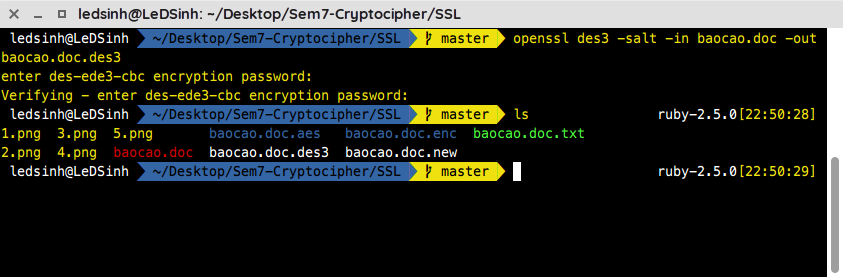 ledsinh@LeDSinh: ~/Desktop/Sem7-Cryptocipher/SSL
ledsinh@LeDSinh ~/Desktop/Sem7-Cryptocipher/SSL master openssl des3 -salt -in baocao.doc -out
baocao.doc.des3
enter des-ede3-cbc encryption password:
Verifying - enter des-ede3-cbc encryption password:
ledsinh@LeDSinh ~/Desktop/Sem7-Cryptocipher/SSL master ls ruby-2.5.0[22:50:28]
1.png 3.png 5.png baocao.doc.aes baocao.doc.enc baocao.doc.txt
2.png 4.png baocao.doc baocao.doc.des3 baocao.doc.new
ledsinh@LeDSinh ~/Desktop/Sem7-Cryptocipher/SSL master ruby-2.5.0[22:50:29]